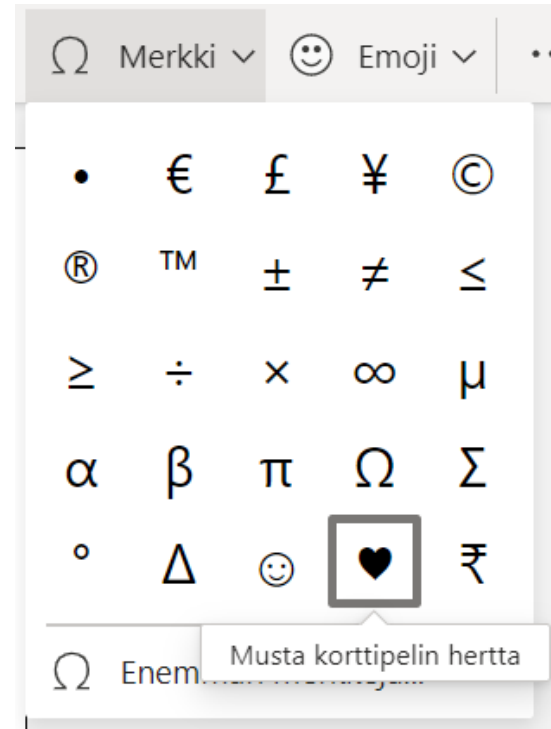 Ω Merkki Emoji
• € £ ¥ ©
® ™ ± ≠ ≤
≥ ÷ × ∞ µ
α β π Ω Σ
° Δ ☺ ♥ ₹
Musta korttipelin hertta
Ω